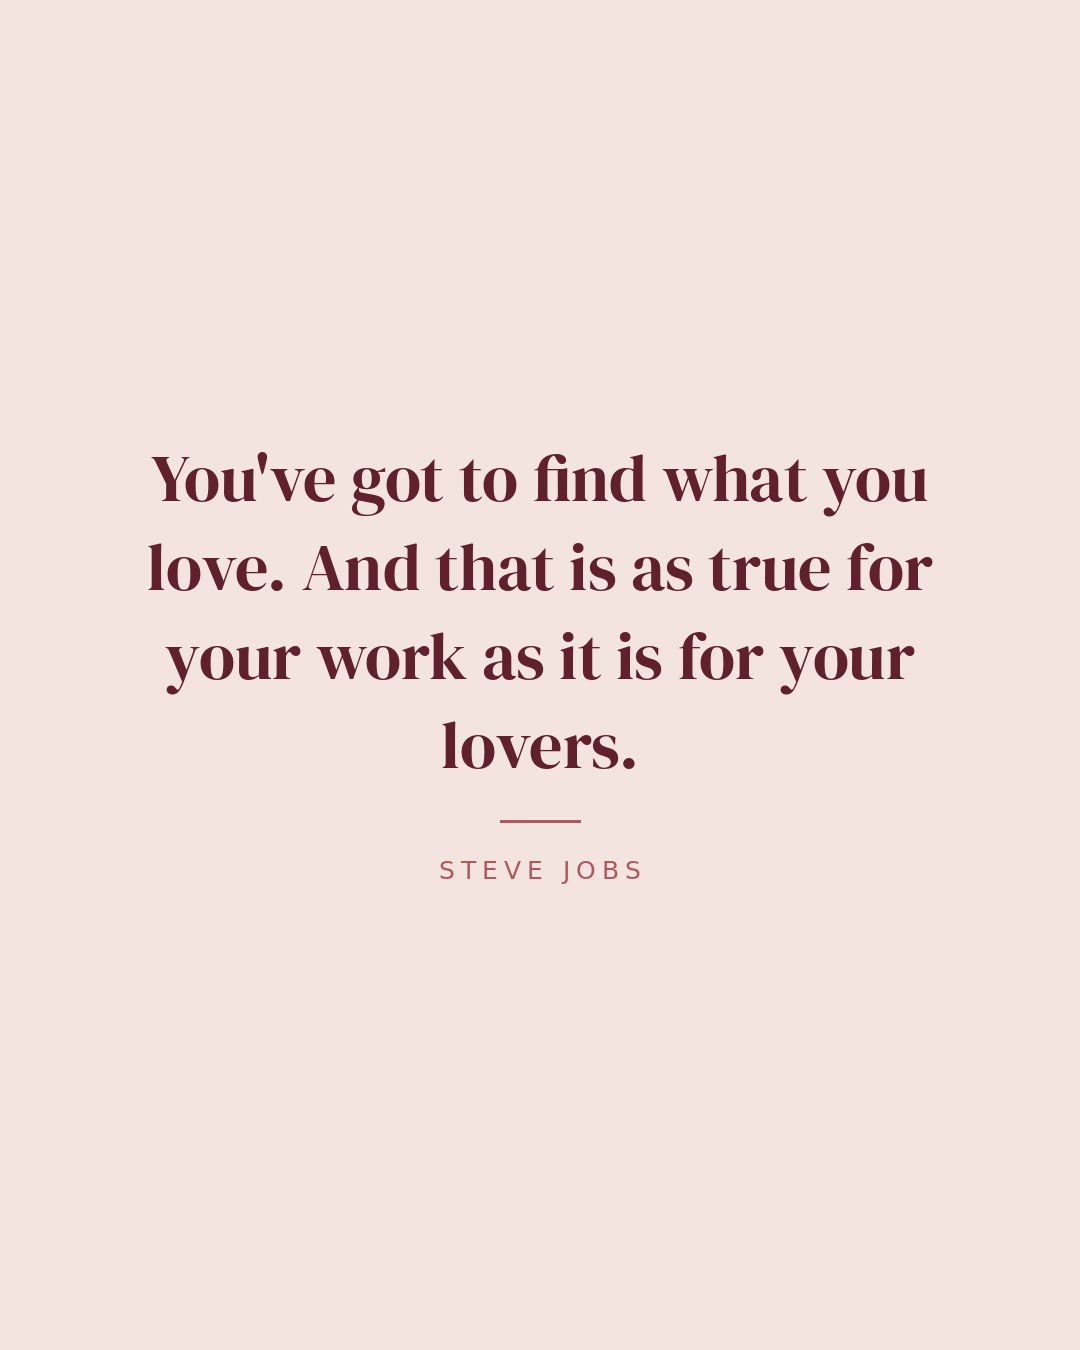 You've got to find what you
love. And that is as true for
your work as it is for your
lovers.
STEVE JOBS